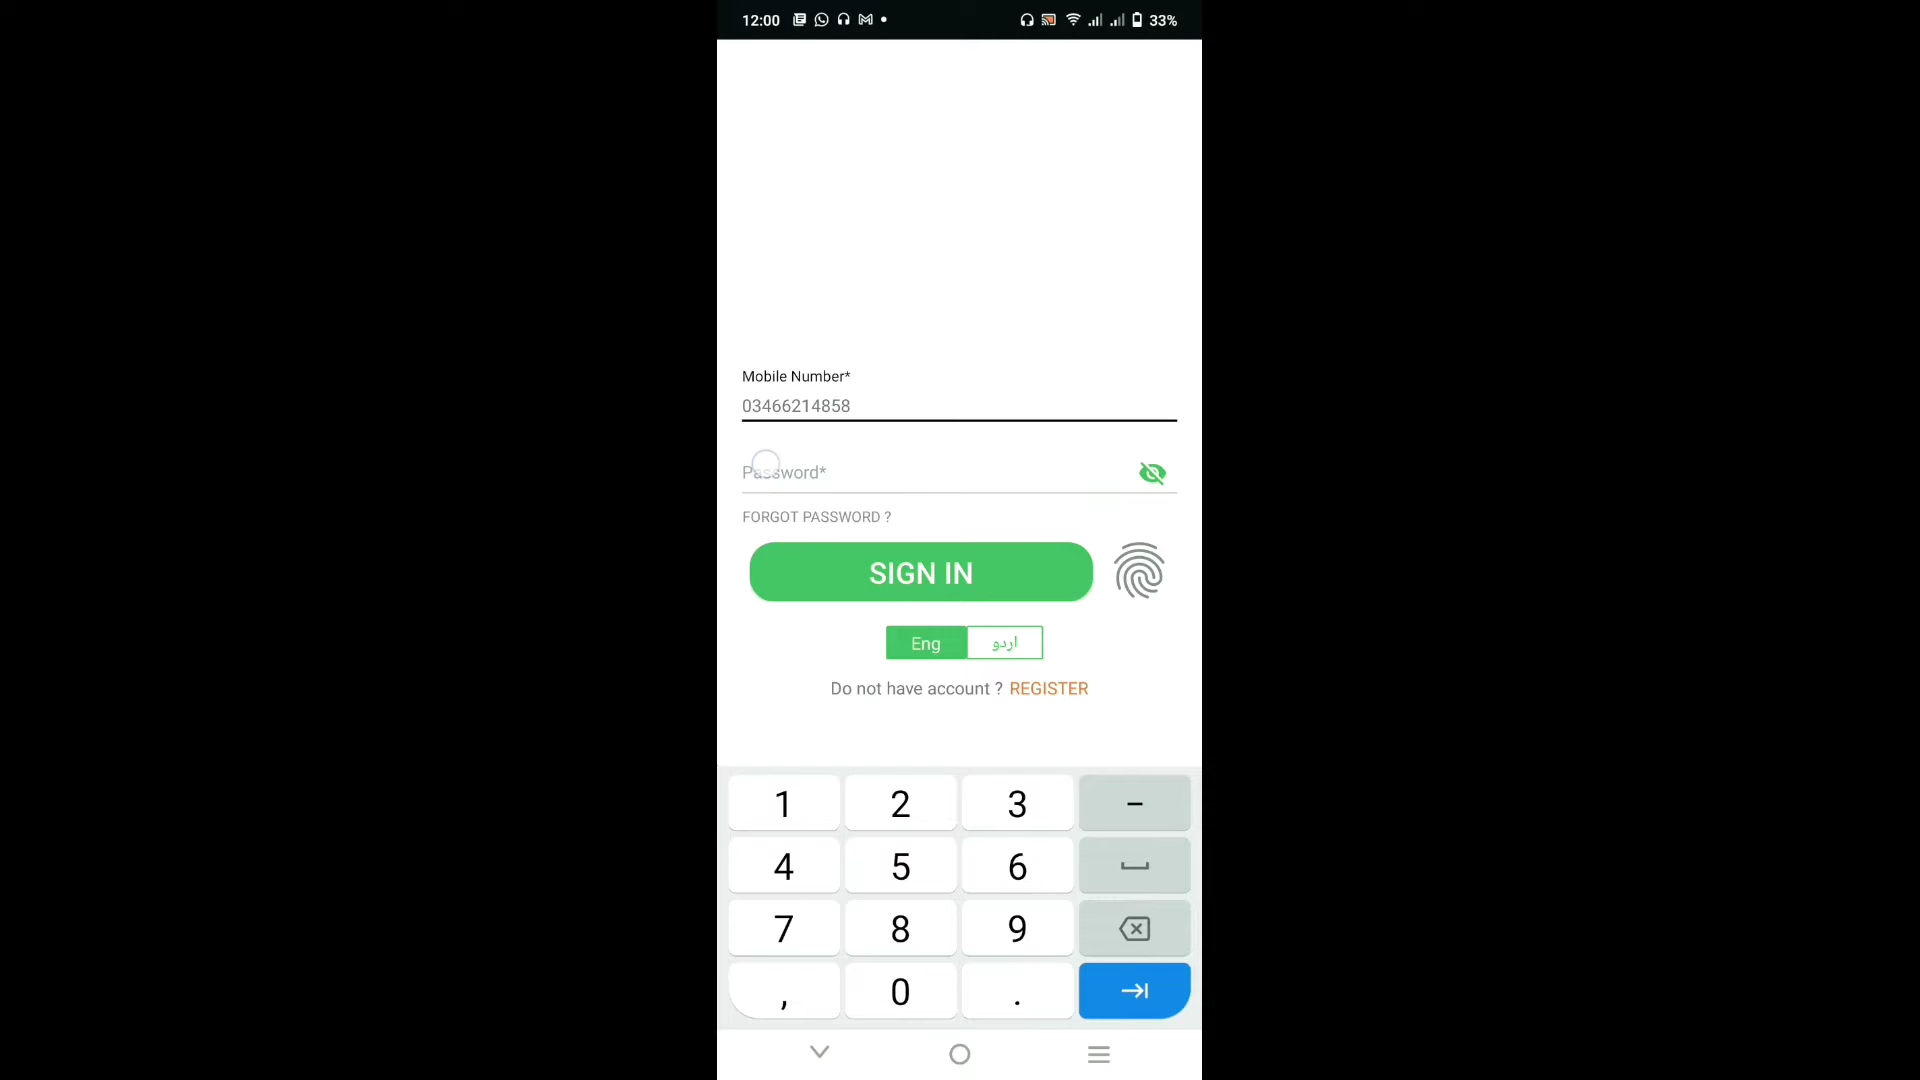 12:00 33%
Mobile Number*
03466214858
Password*
FORGOT PASSWORD ?
SIGN IN
Eng اردو
Do not have account ? REGISTER
1 2 3 -
4 5 6
7 8 9
, 0 .